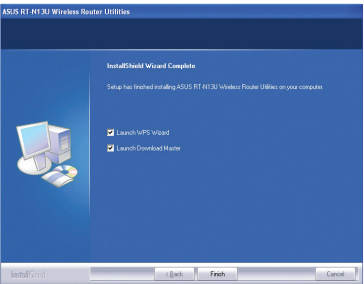 ASUS RT-N13U Wireless Router Utilities
InstallShield Wizard Complete
Setup has finished installing ASUS RT-N13U Wireless Router Utilities on your computer.
Launch WPS Wizard
Launch Download Master
InstallShield
< Back
Finish
Cancel